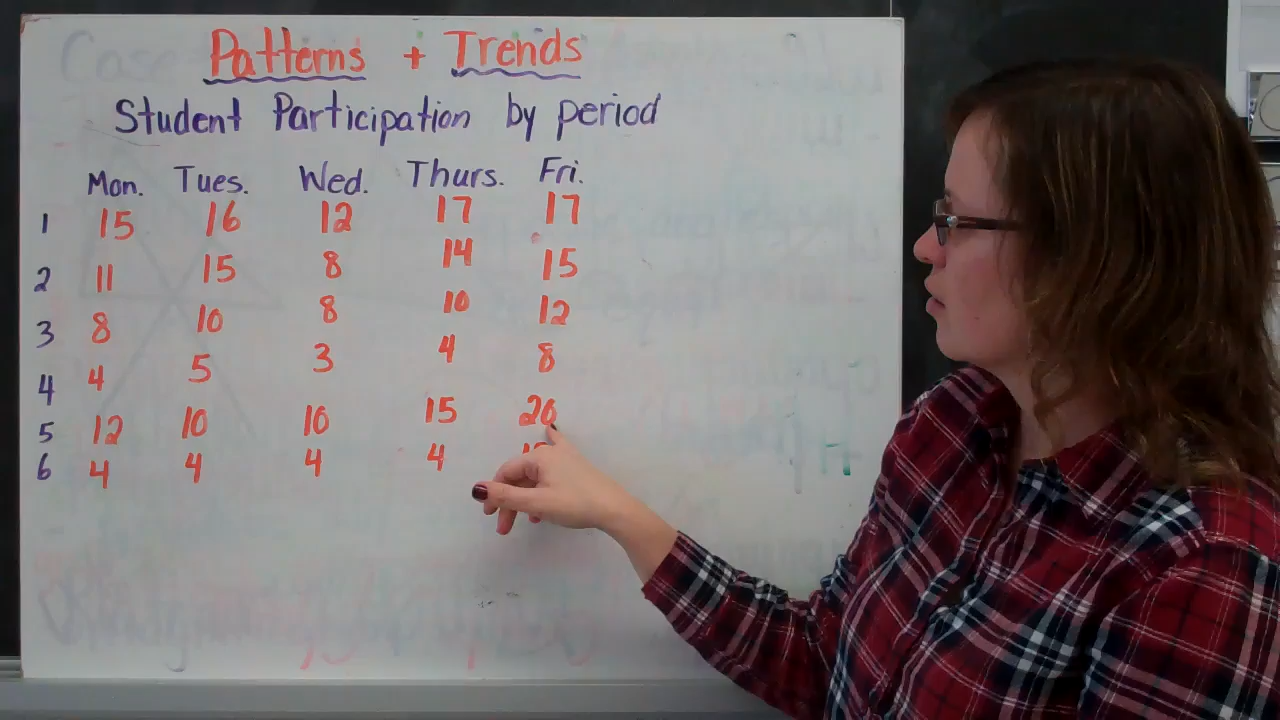 Patterns + Trends
Student Participation by period
Mon. Tues. Wed. Thurs. Fri.
1 15 16 12 17 17
2 11 15 8 14 15
3 8 10 8 10 12
4 4 5 3 4 8
5 12 10 10 15 20
6 4 4 4 4